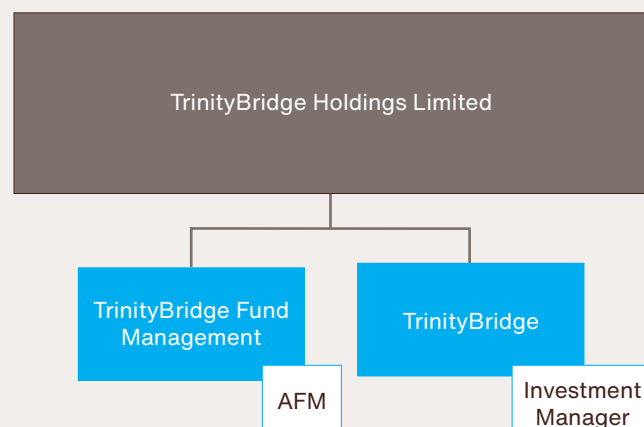 TrinityBridge Holdings Limited
TrinityBridge Fund
Management
TrinityBridge
AFM
Investment
Manager